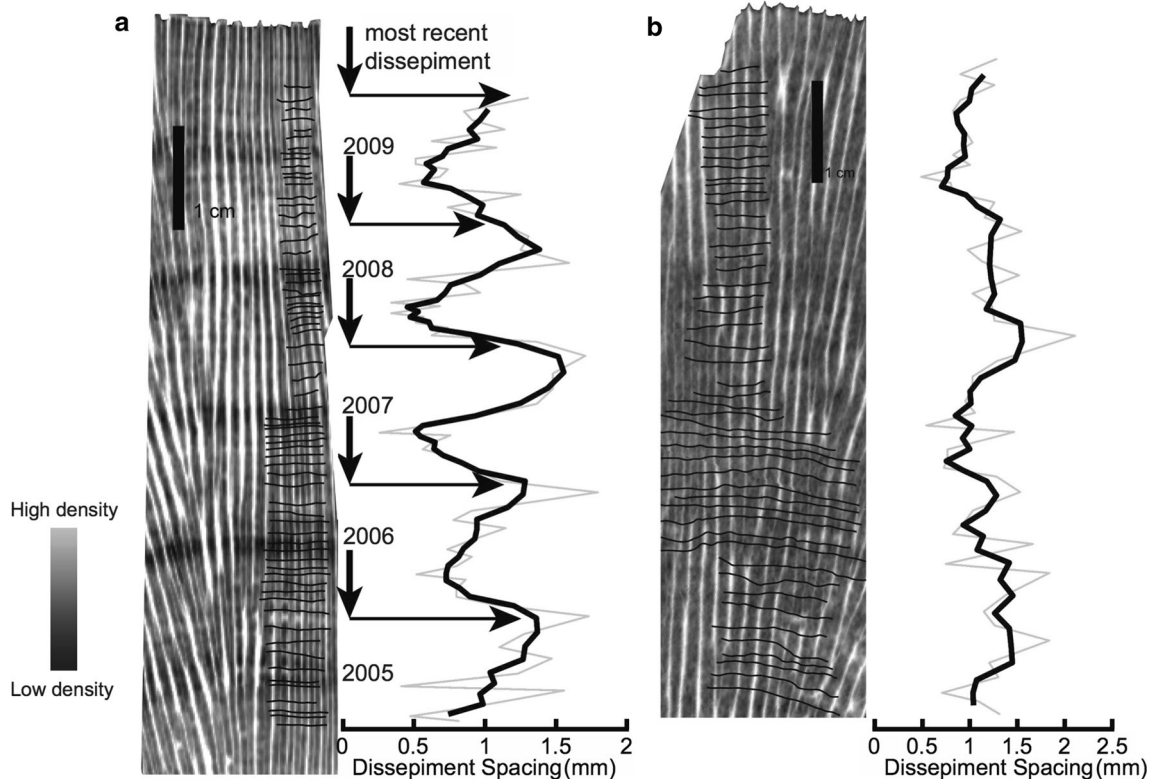 a
most recent
dissepiment
2009
1 cm
2008
2007
2006
2005
High density
Low density
0 0.5 1 1.5 2
Dissepiment Spacing(mm)
b
1 cm
0 0.5 1 1.5 2 2.5
Dissepiment Spacing(mm)